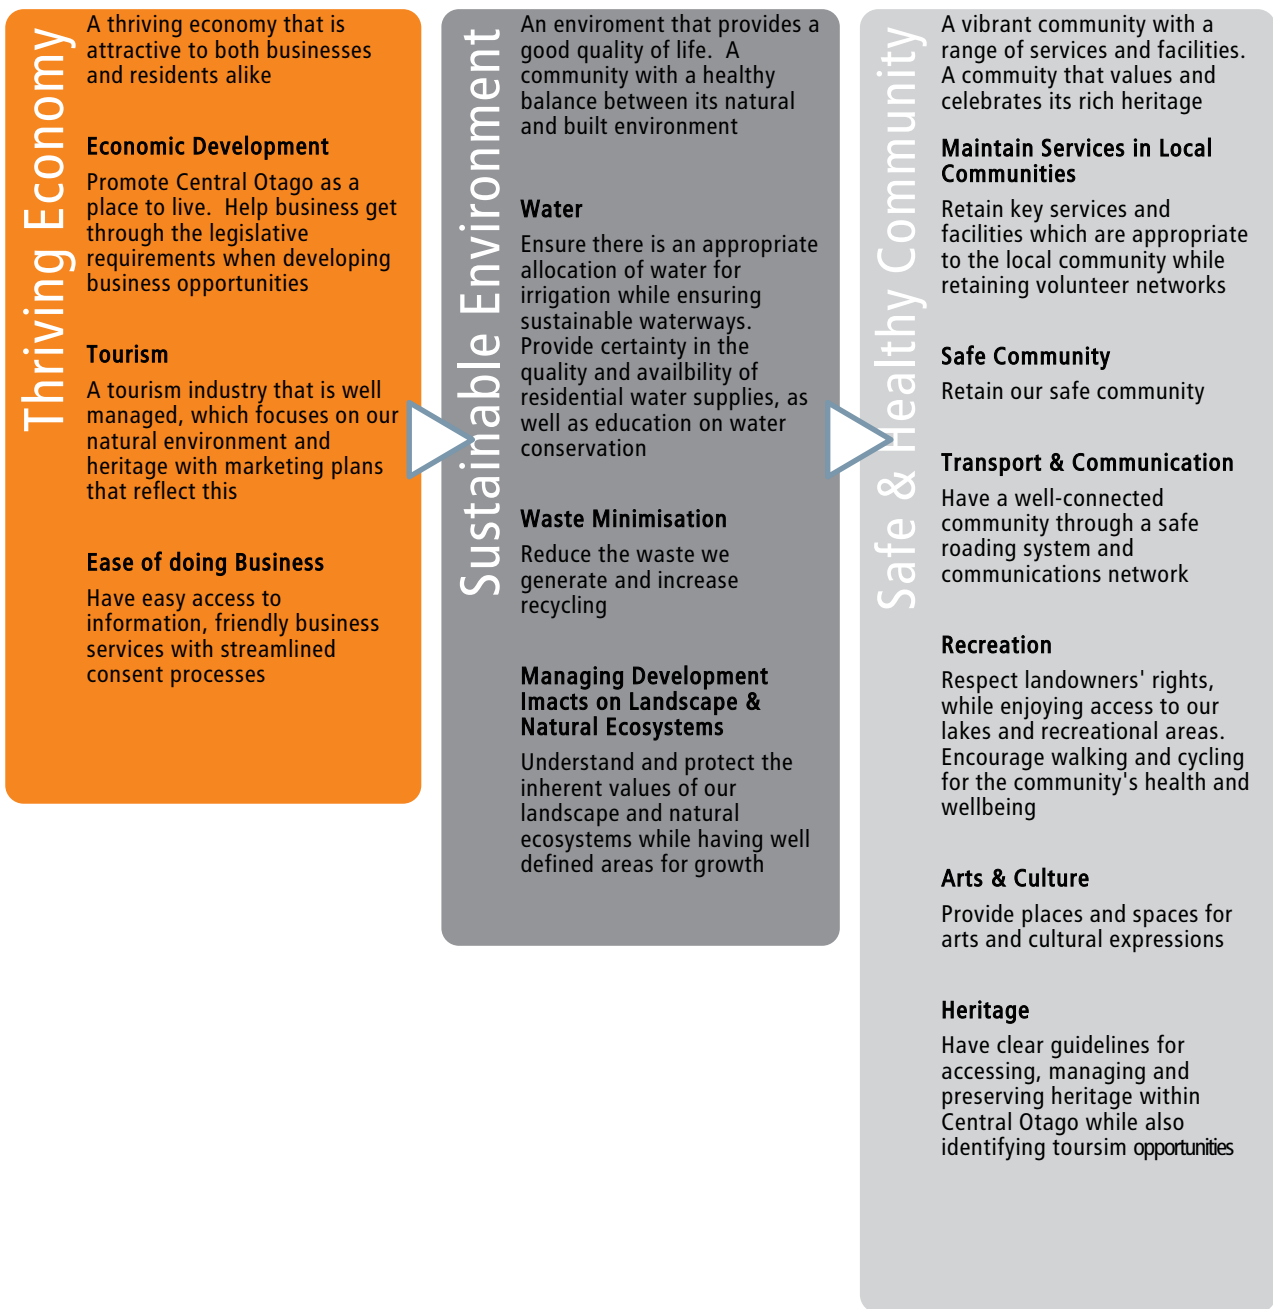 Thriving Economy
A thriving economy that is
attractive to both businesses
and residents alike
Economic Development
Promote Central Otago as a
place to live.  Help business get
through the legislative
requirements when developing
business opportunities
Tourism
A tourism industry that is well
managed, which focuses on our
natural environment and
heritage with marketing plans
that reflect this
Ease of doing Business
Have easy access to
information, friendly business
services with streamlined
consent processes
Sustainable Environment
An enviroment that provides a
good quality of life.  A
community with a healthy
balance between its natural
and built environment
Water
Ensure there is an appropriate
allocation of water for
irrigation while ensuring
sustainable waterways.
Provide certainty in the
quality and availbility of
residential water supplies, as
well as education on water
conservation
Waste Minimisation
Reduce the waste we
generate and increase
recycling
Managing Development
Imacts on Landscape &
Natural Ecosystems
Understand and protect the
inherent values of our
landscape and natural
ecosystems while having well
defined areas for growth
Safe & Healthy Community
A vibrant community with a
range of services and facilities.
A commuity that values and
celebrates its rich heritage
Maintain Services in Local
Communities
Retain key services and
facilities which are appropriate
to the local community while
retaining volunteer networks
Safe Community
Retain our safe community
Transport & Communication
Have a well-connected
community through a safe
roading system and
communications network
Recreation
Respect landowners' rights,
while enjoying access to our
lakes and recreational areas.
Encourage walking and cycling
for the community's health and
wellbeing
Arts & Culture
Provide places and spaces for
arts and cultural expressions
Heritage
Have clear guidelines for
accessing, managing and
preserving heritage within
Central Otago while also
identifying toursim opportunities